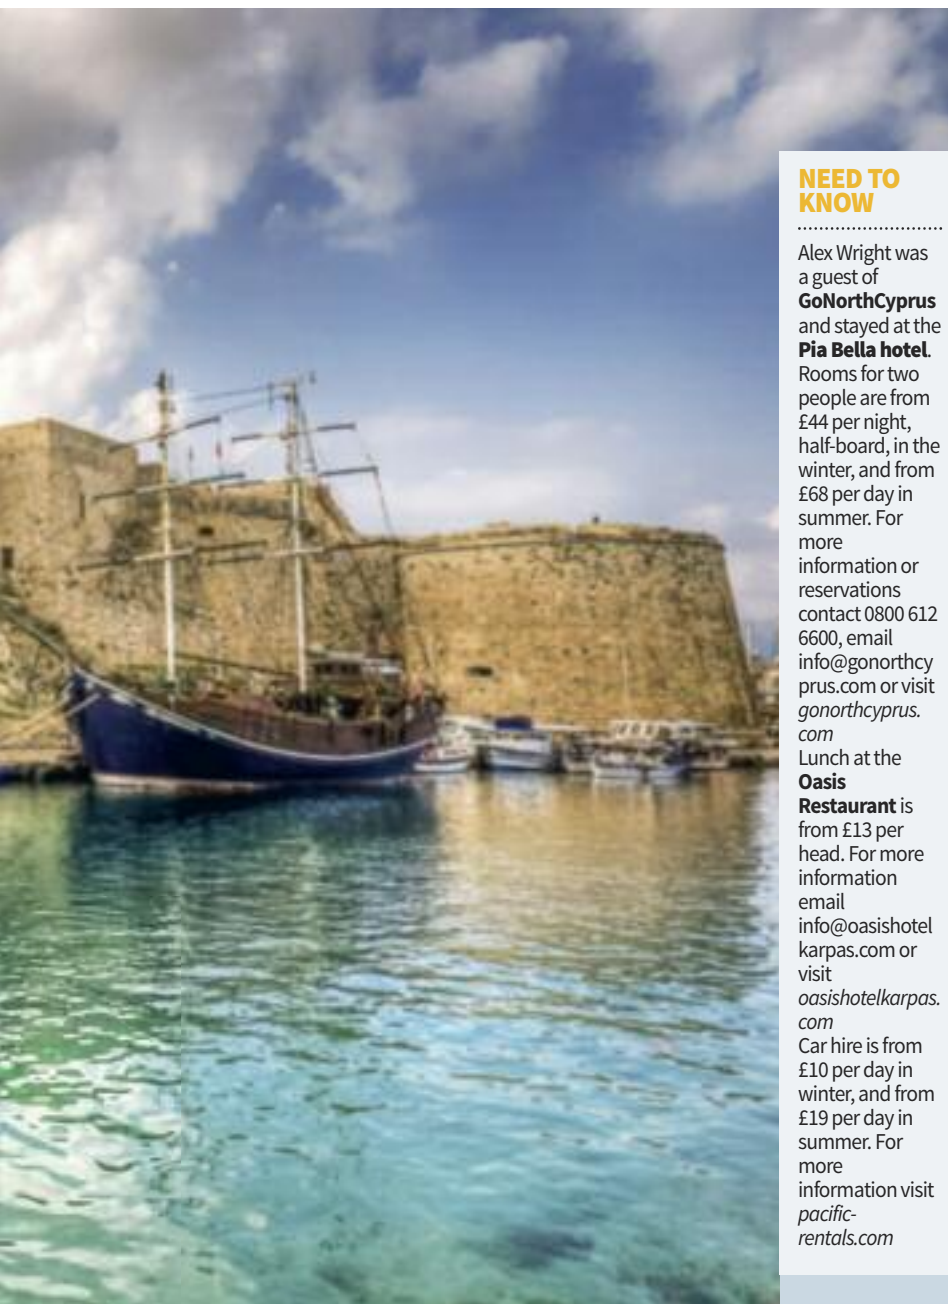 NEED TO
KNOW
Alex Wright was
a guest of
GoNorthCyprus
and stayed at the
Pia Bella hotel.
Rooms for two
people are from
£44 per night,
half-board, in the
winter, and from
£68 per day in
summer. For
more
information or
reservations
contact 0800 612
6600, email
info@gonorthcy
prus.com or visit
gonorthcyprus.
com
Lunch at the
Oasis
Restaurant is
from £13 per
head. For more
information
email
info@oasishotel
karpas.com or
visit
oasishotelkarpas.
com
Car hire is from
£10 per day in
winter, and from
£19 per day in
summer. For
more
information visit
pacific-
rentals.com